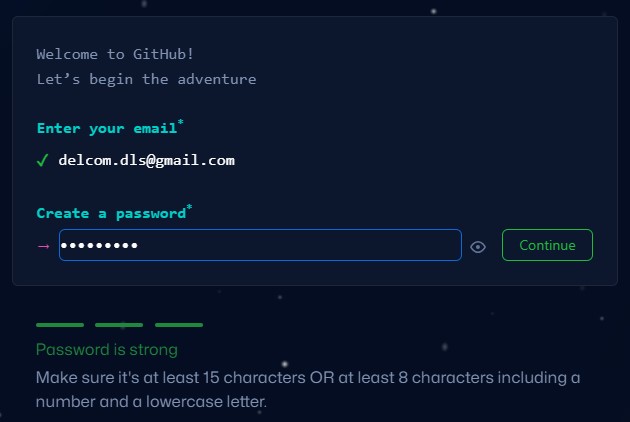 Welcome to GitHub!
Let’s begin the adventure
Enter your email*
✓ delcom.dls@gmail.com
Create a password*
→ •••••••••
Continue
Password is strong
Make sure it's at least 15 characters OR at least 8 characters including a
number and a lowercase letter.